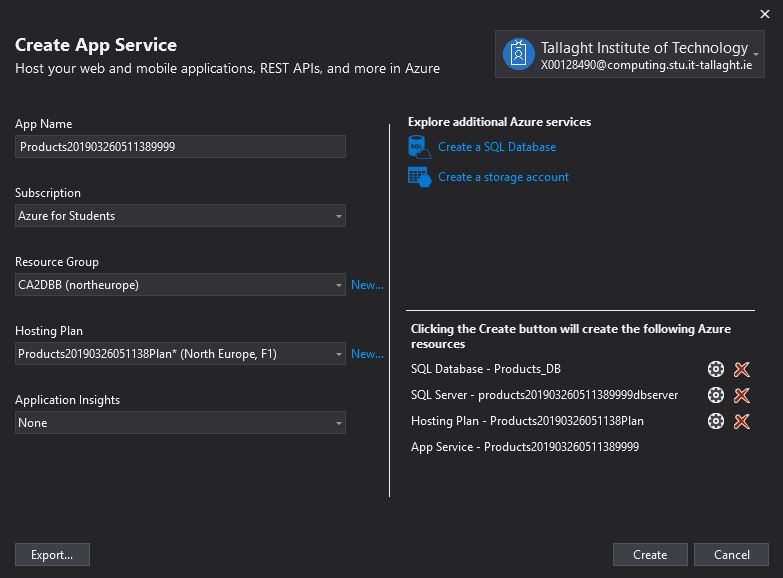 Create App Service
Host your web and mobile applications, REST APIs, and more in Azure
Tallaght Institute of Technology
X00128490@computing.stu.it-tallaght.ie
App Name
Products201903260511389999
Subscription
Azure for Students
Resource Group
CA2DBB (northeurope)
New...
Hosting Plan
Products20190326051138Plan* (North Europe, F1)
New...
Application Insights
None
Explore additional Azure services
Create a SQL Database
Create a storage account
Clicking the Create button will create the following Azure
resources
SQL Database - Products_DB
SQL Server - products201903260511389999dbserver
Hosting Plan - Products20190326051138Plan
App Service - Products201903260511389999
Export...
Create
Cancel